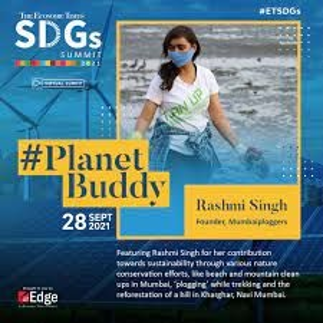 #ETSDGs
THE ECONOMIC TIMES
SDGs
SUMMIT
2021
VIRTUAL SUMMIT
#Planet
Buddy
28 SEPT
2021
Rashmi Singh
Founder, Mumbaiploggers
Featuring Rashmi Singh for her contribution
towards sustainability through various nature
conservation efforts, like beach and mountain clean
ups in Mumbai, 'plogging' while trekking and the
reforestation of a hill in Kharghar, Navi Mumbai.
Edge